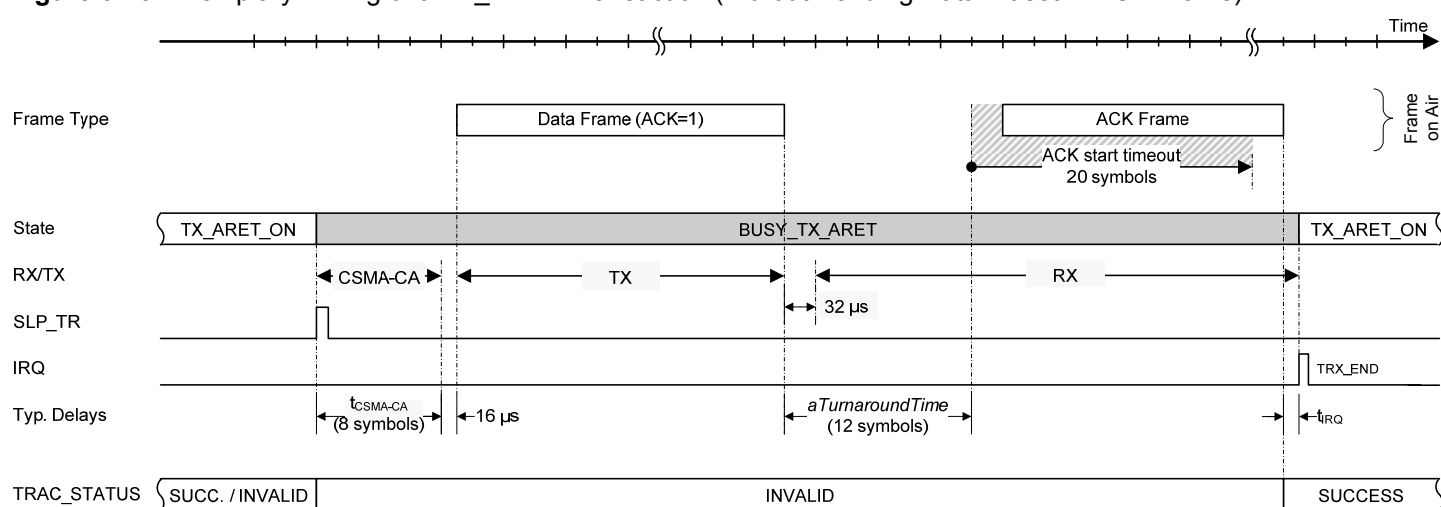 Time
Frame Type
Data Frame (ACK=1)
ACK Frame
Frame
on Air
ACK start timeout
20 symbols
State
TX_ARET_ON
BUSY_TX_ARET
TX_ARET_ON
RX/TX
CSMA-CA
TX
RX
32 µs
SLP_TR
IRQ
TRX_END
Typ. Delays
tCSMA-CA
(8 symbols)
16 µs
aTurnaroundTime
(12 symbols)
tIRQ
TRAC_STATUS
SUCC. / INVALID
INVALID
SUCCESS